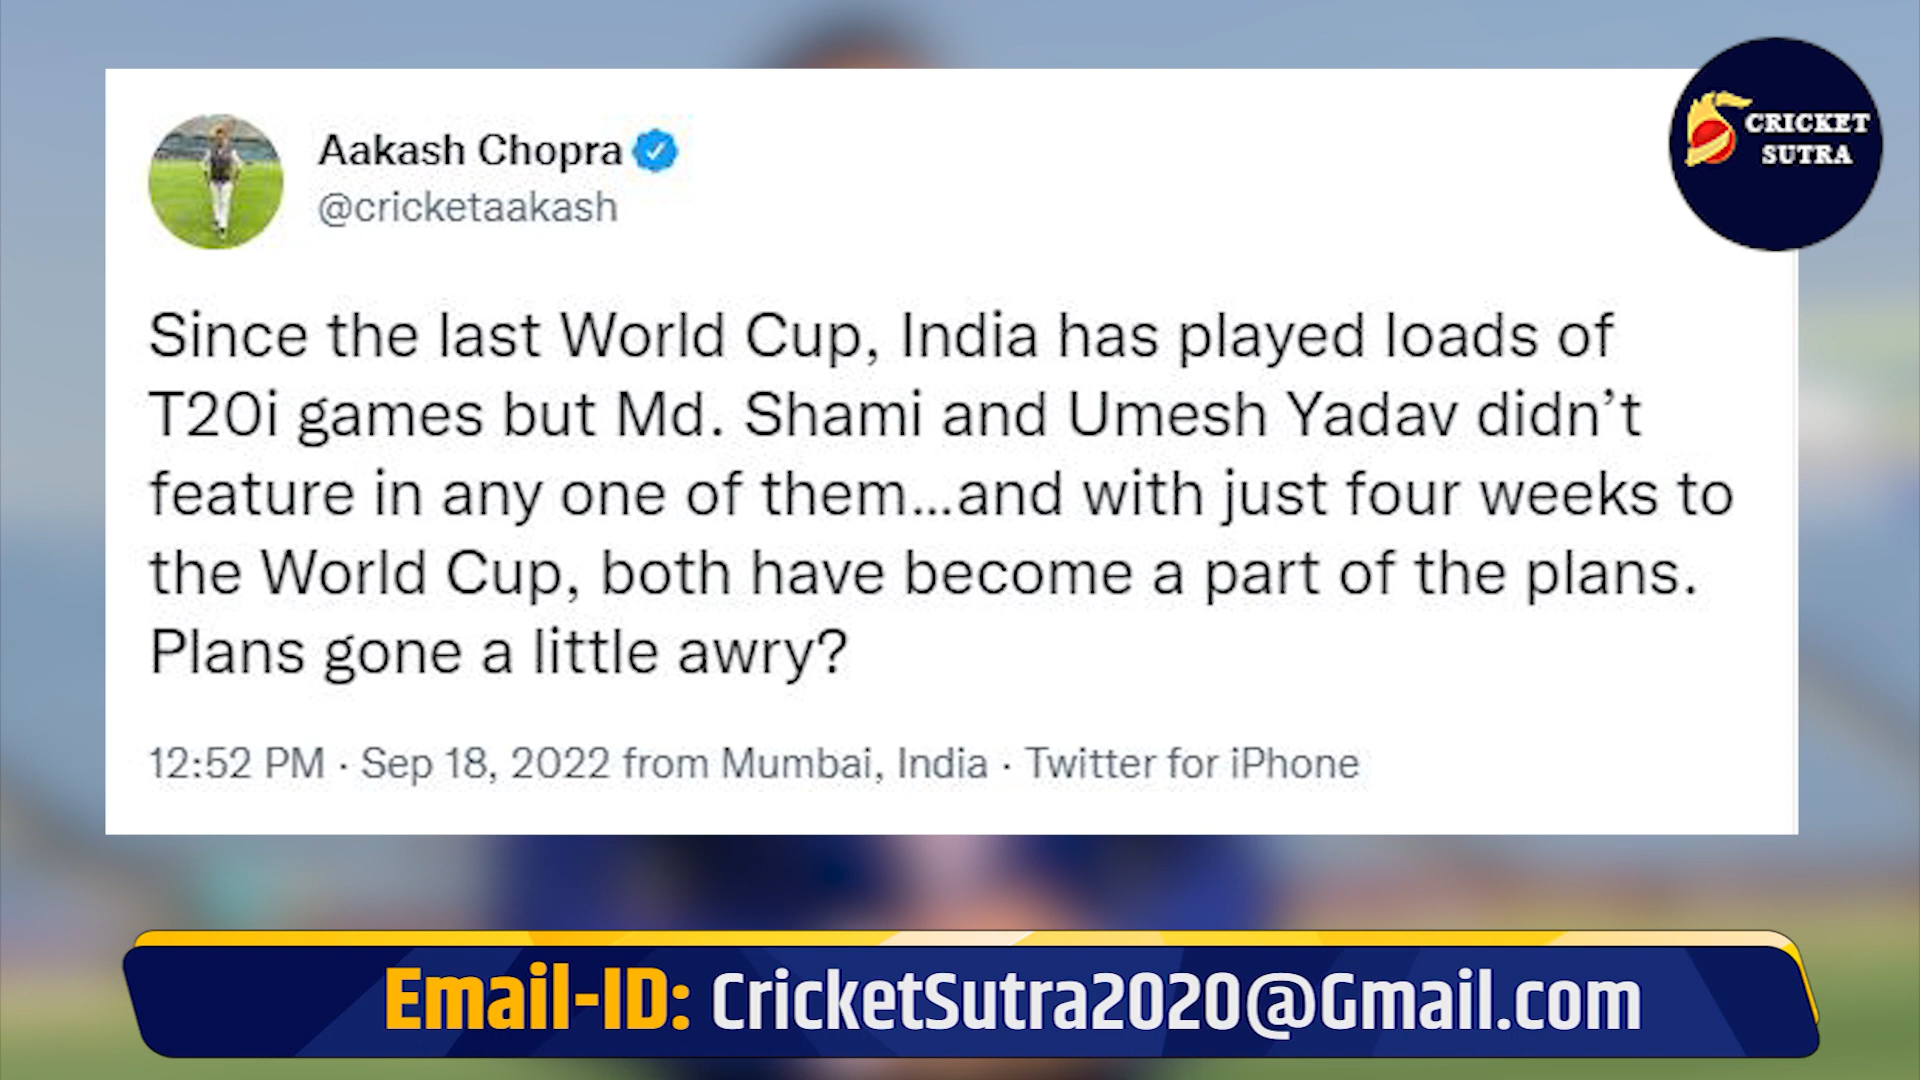 CRICKET
SUTRA
Aakash Chopra
@cricketaakash
Since the last World Cup, India has played loads of
T20i games but Md. Shami and Umesh Yadav didn’t
feature in any one of them...and with just four weeks to
the World Cup, both have become a part of the plans.
Plans gone a little awry?
12:52 PM · Sep 18, 2022 from Mumbai, India · Twitter for iPhone
Email-ID: CricketSutra2020@Gmail.com